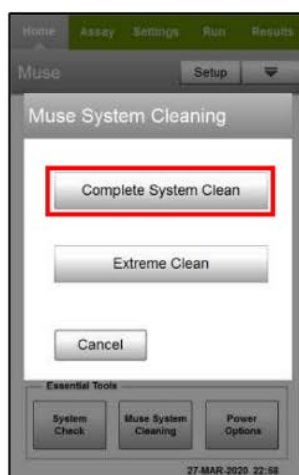 Home Assay Settings Run Results
Muse Setup
Muse System Cleaning
Complete System Clean
Extreme Clean
Cancel
Essential Tools
System Check Muse System Cleaning Power Options
27-MAR-2020 22:58